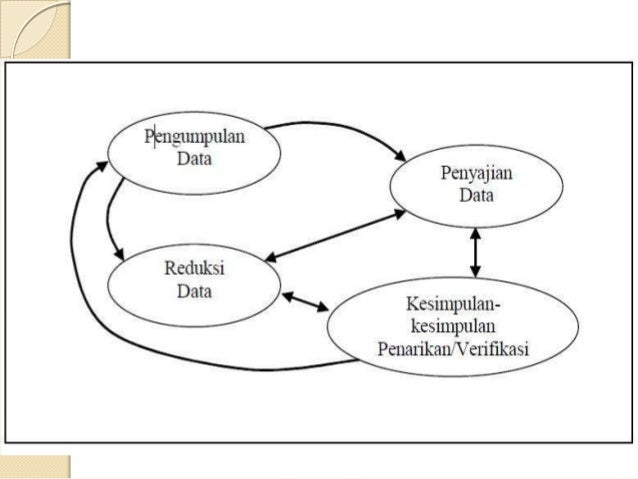 Pengumpulan
Data
Penyajian
Data
Reduksi
Data
Kesimpulan-
kesimpulan
Penarikan/Verifikasi